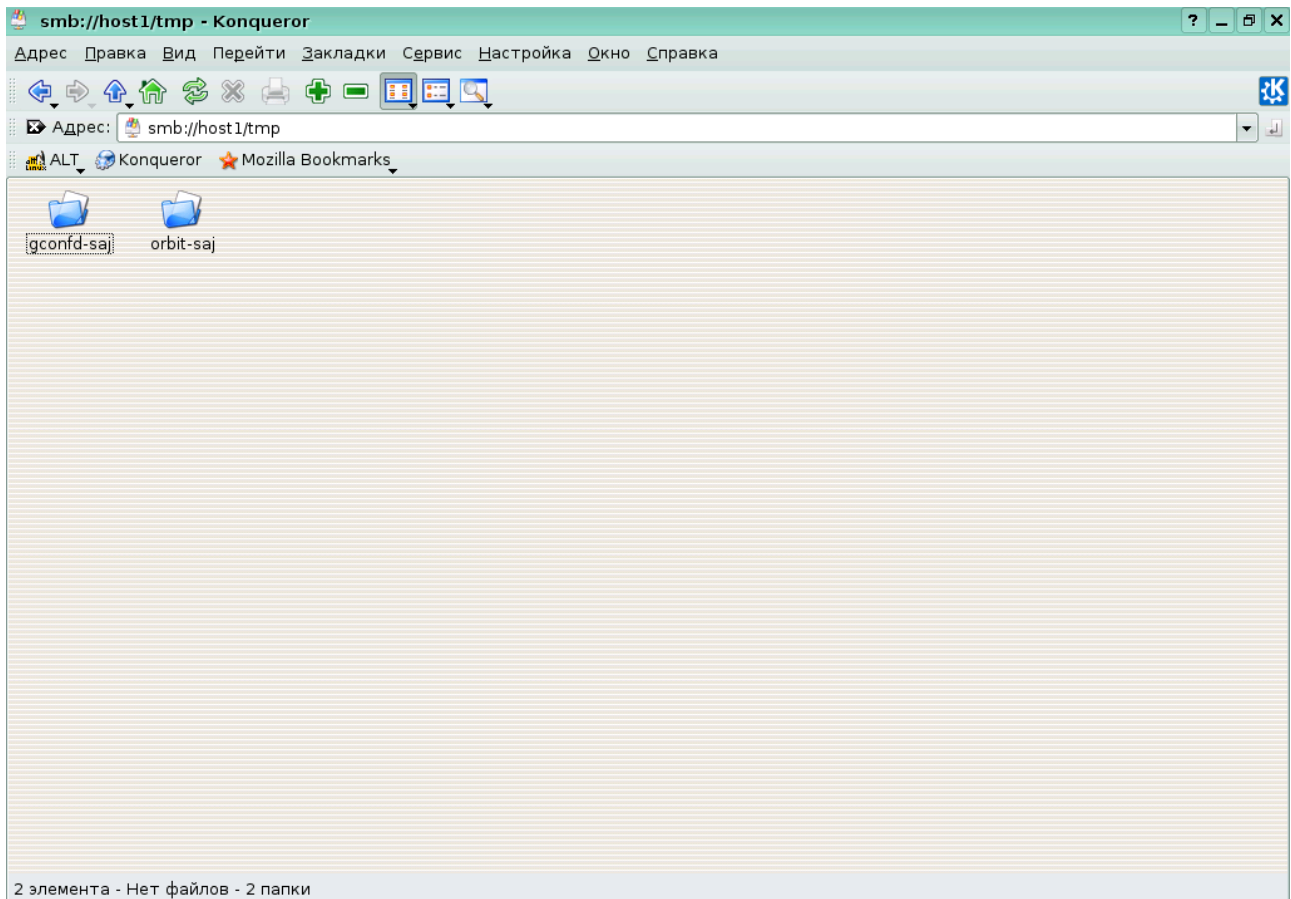 smb://host1/tmp - Konqueror
Адрес Правка Вид Перейти Закладки Сервис Настройка Окно Справка
Адрес: smb://host1/tmp
ALT Konqueror Mozilla Bookmarks
gconfd-saj orbit-saj
2 элемента - Нет файлов - 2 папки